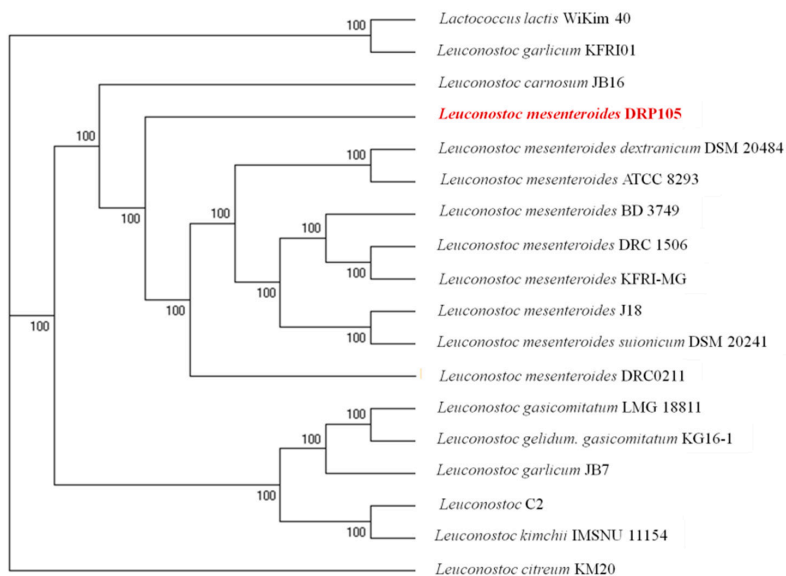 100
Lactococcus lactis WiKim 40
Leuconostoc garlicum KFRI01
Leuconostoc carnosum JB16
100
Leuconostoc mesenteroides DRP105
100
Leuconostoc mesenteroides dextranicum DSM 20484
100
Leuconostoc mesenteroides ATCC 8293
100
Leuconostoc mesenteroides BD 3749
100
Leuconostoc mesenteroides DRC 1506
100
Leuconostoc mesenteroides KFRI-MG
100
100
Leuconostoc mesenteroides J18
100
Leuconostoc mesenteroides suionicum DSM 20241
100
Leuconostoc mesenteroides DRC0211
100
Leuconostoc gasicomitatum LMG 18811
100
Leuconostoc gelidum. gasicomitatum KG16-1
Leuconostoc garlicum JB7
100
Leuconostoc C2
100
Leuconostoc kimchii IMSNU 11154
Leuconostoc citreum KM20